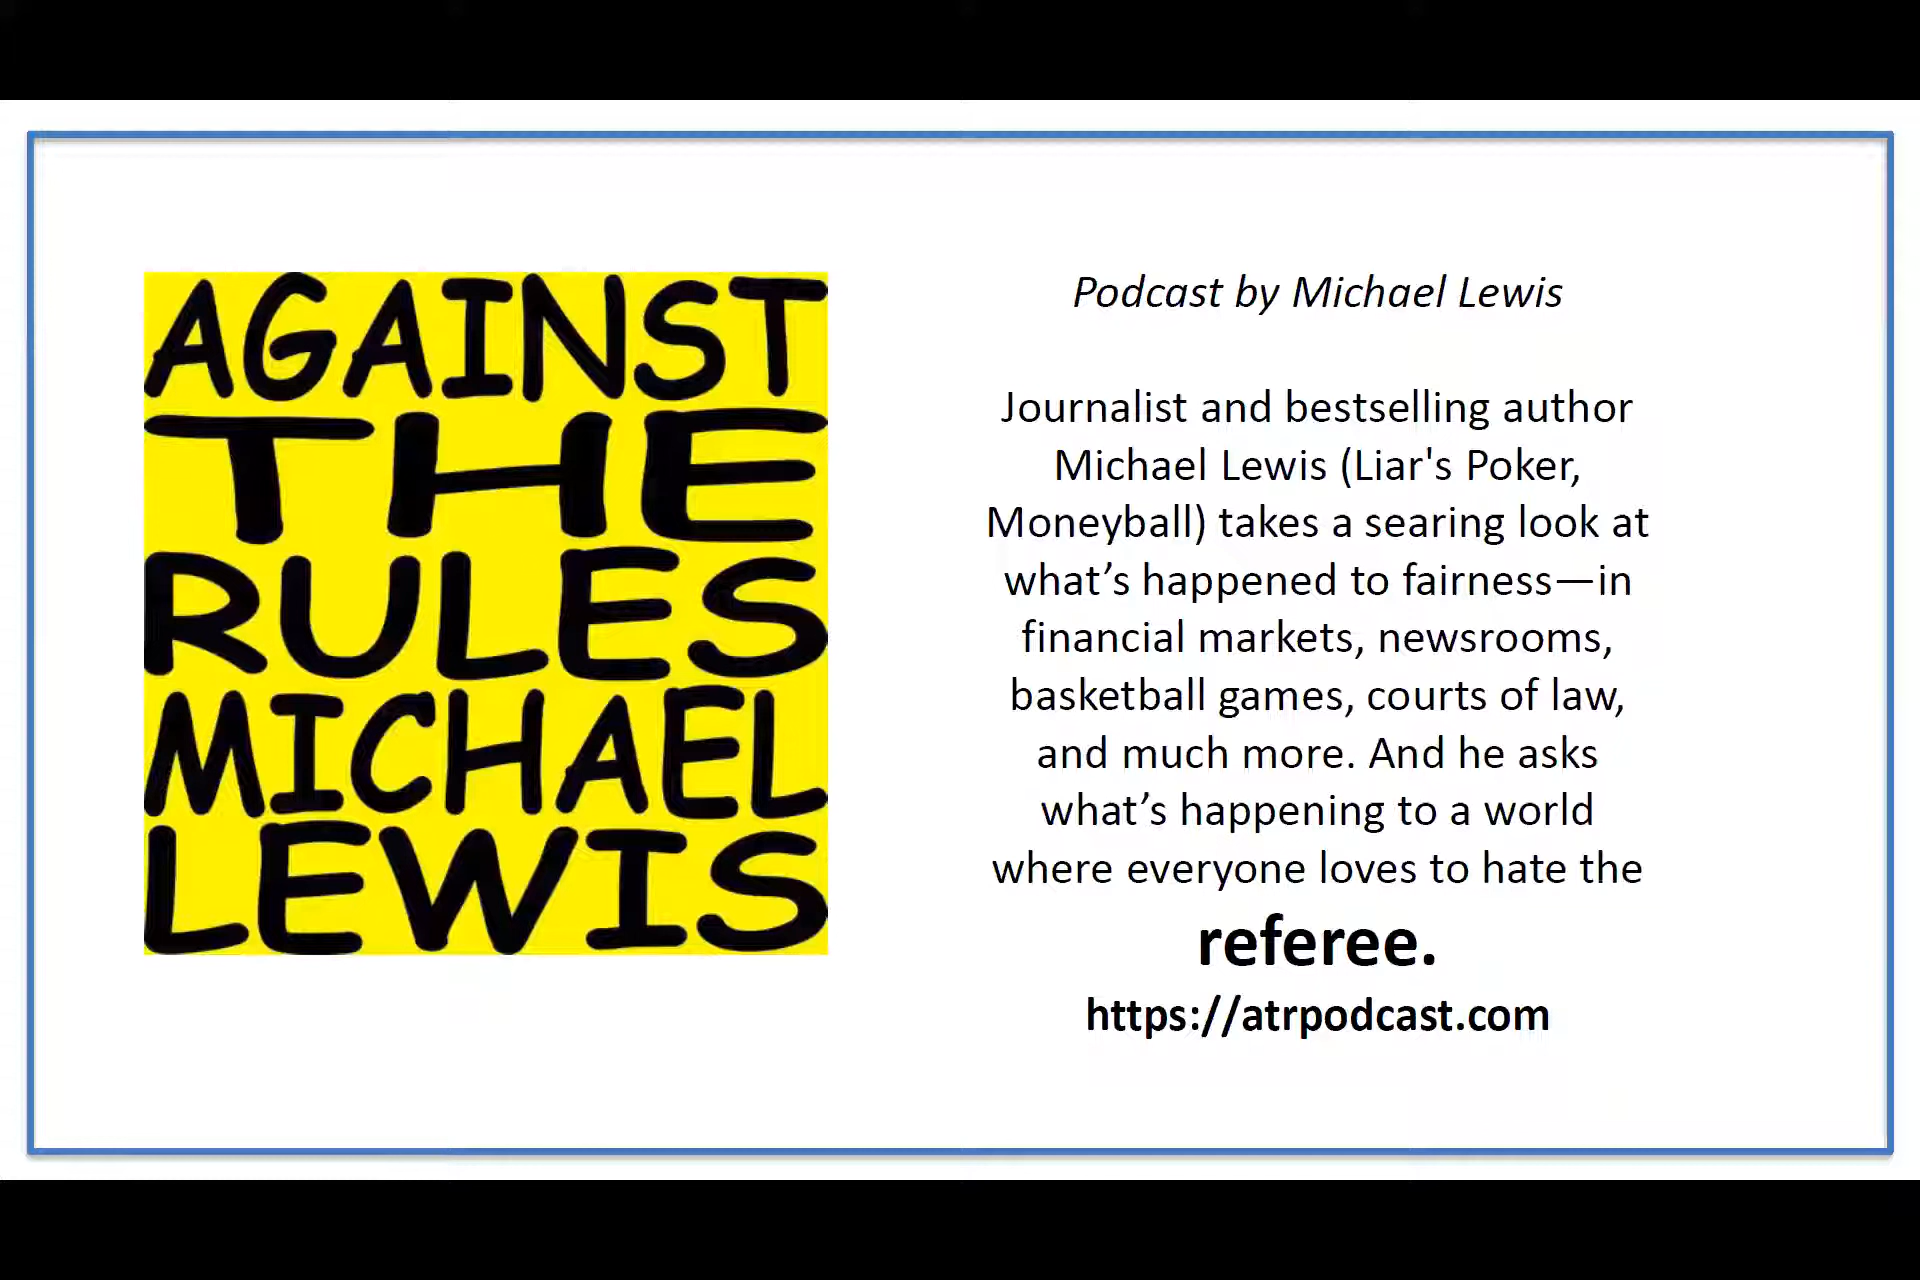 AGAINST
THE
RULES
MICHAEL
LEWIS
Podcast by Michael Lewis
Journalist and bestselling author
Michael Lewis (Liar's Poker,
Moneyball) takes a searing look at
what’s happened to fairness—in
financial markets, newsrooms,
basketball games, courts of law,
and much more. And he asks
what’s happening to a world
where everyone loves to hate the
referee.
https://atrpodcast.com